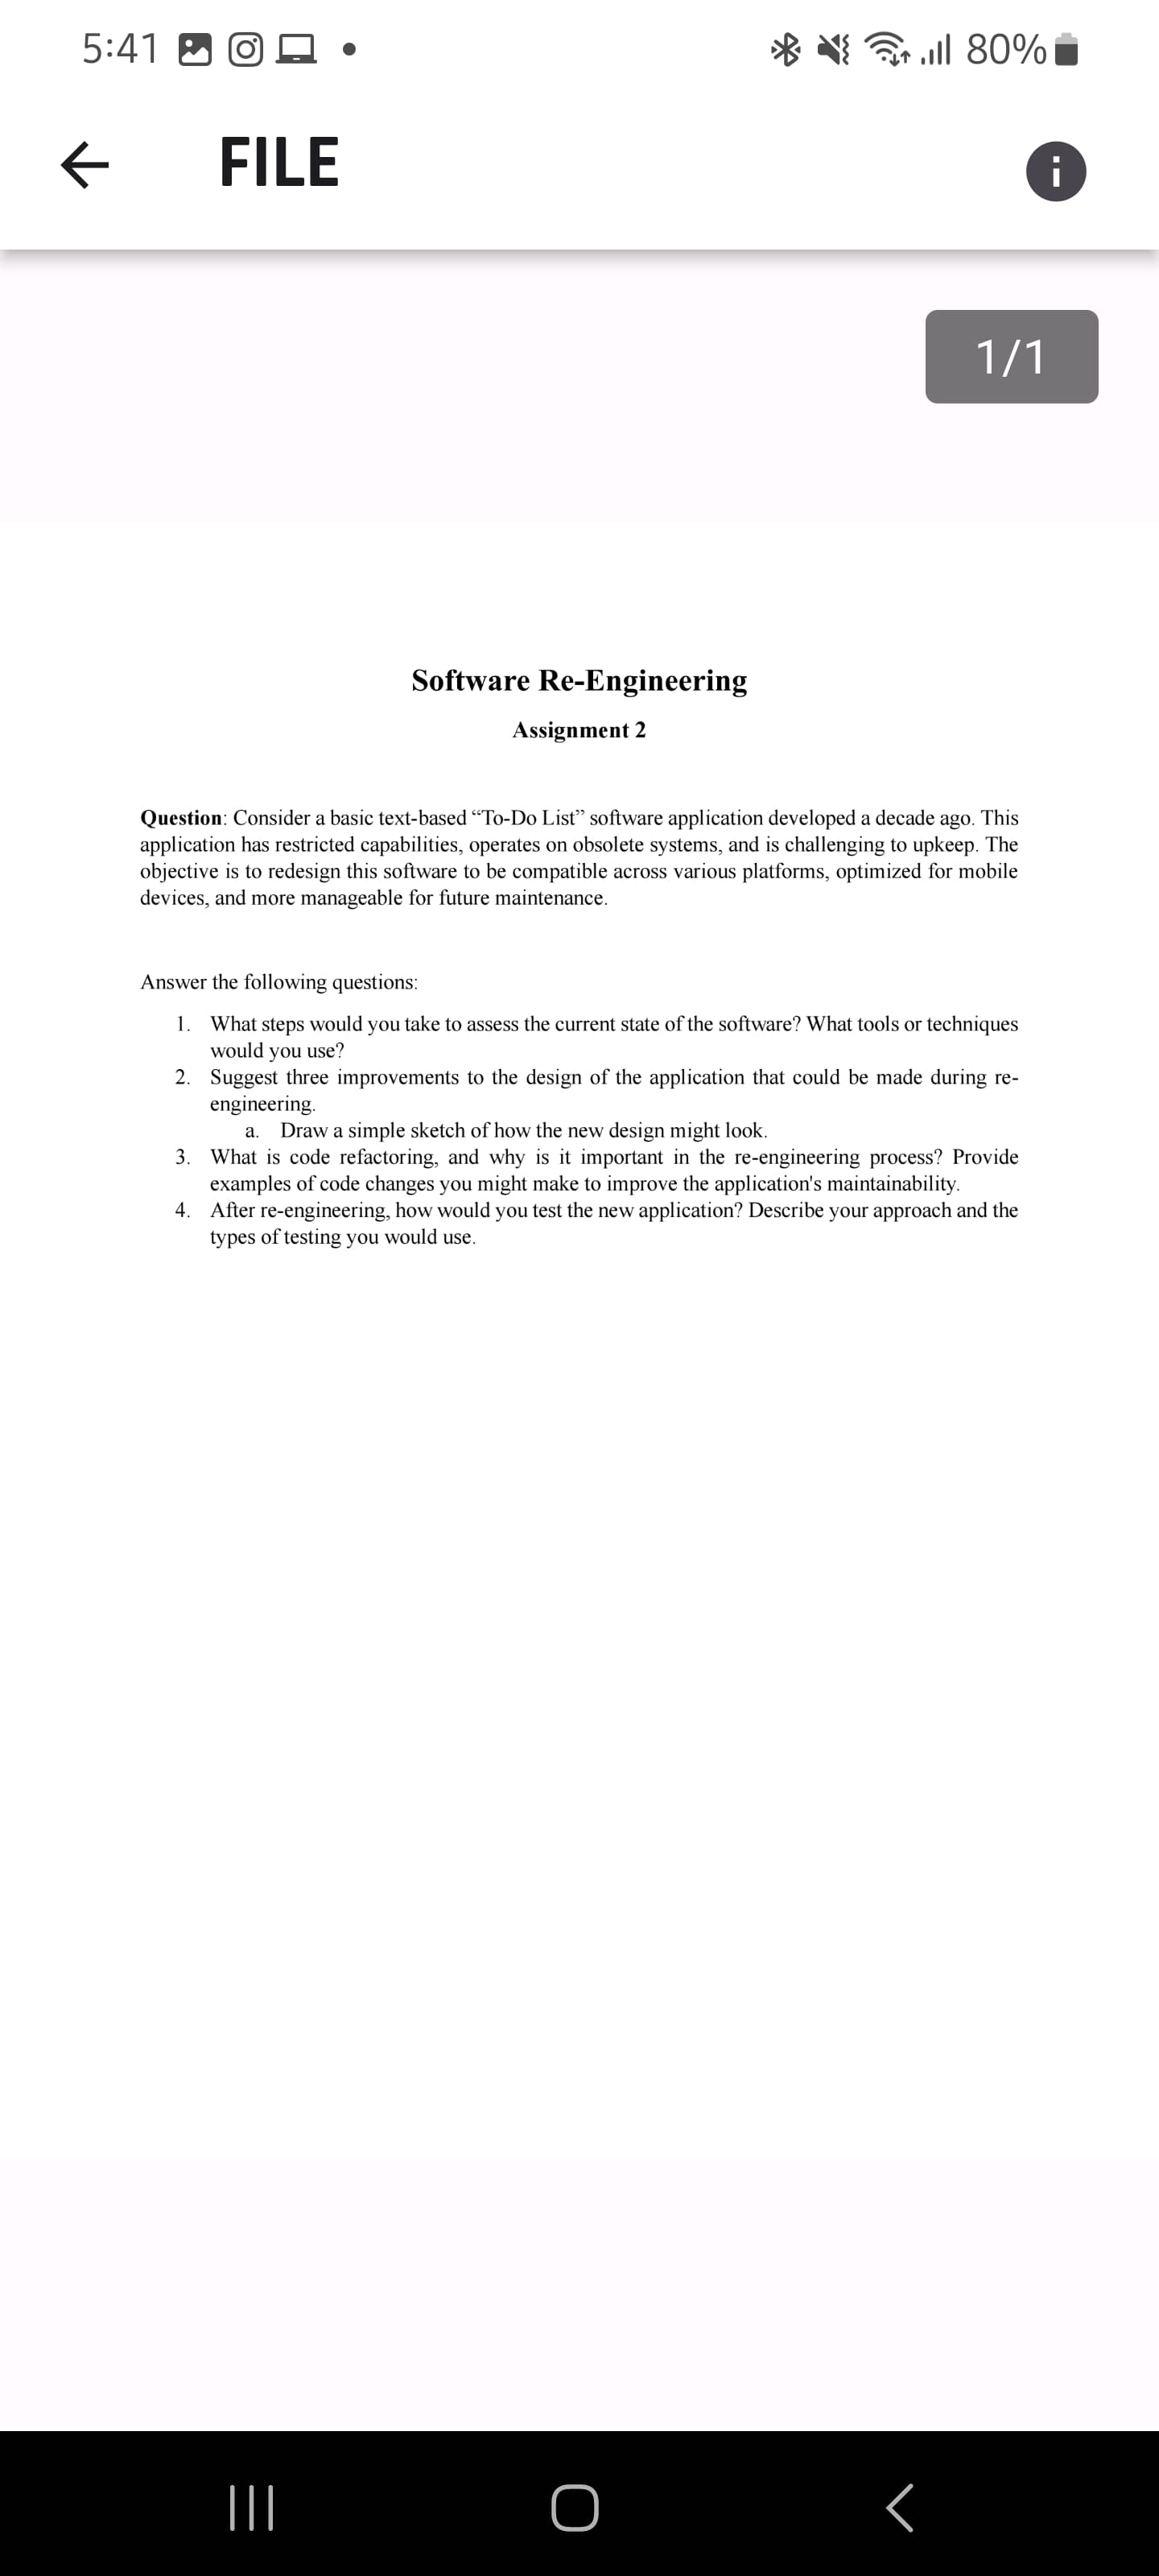 5:41
80%
FILE
1/1
Software Re-Engineering
Assignment 2
Question: Consider a basic text-based “To-Do List” software application developed a decade ago. This
application has restricted capabilities, operates on obsolete systems, and is challenging to upkeep. The
objective is to redesign this software to be compatible across various platforms, optimized for mobile
devices, and more manageable for future maintenance.
Answer the following questions:
1. What steps would you take to assess the current state of the software? What tools or techniques
would you use?
2. Suggest three improvements to the design of the application that could be made during re-
engineering.
a. Draw a simple sketch of how the new design might look.
3. What is code refactoring, and why is it important in the re-engineering process? Provide
examples of code changes you might make to improve the application's maintainability.
4. After re-engineering, how would you test the new application? Describe your approach and the
types of testing you would use.